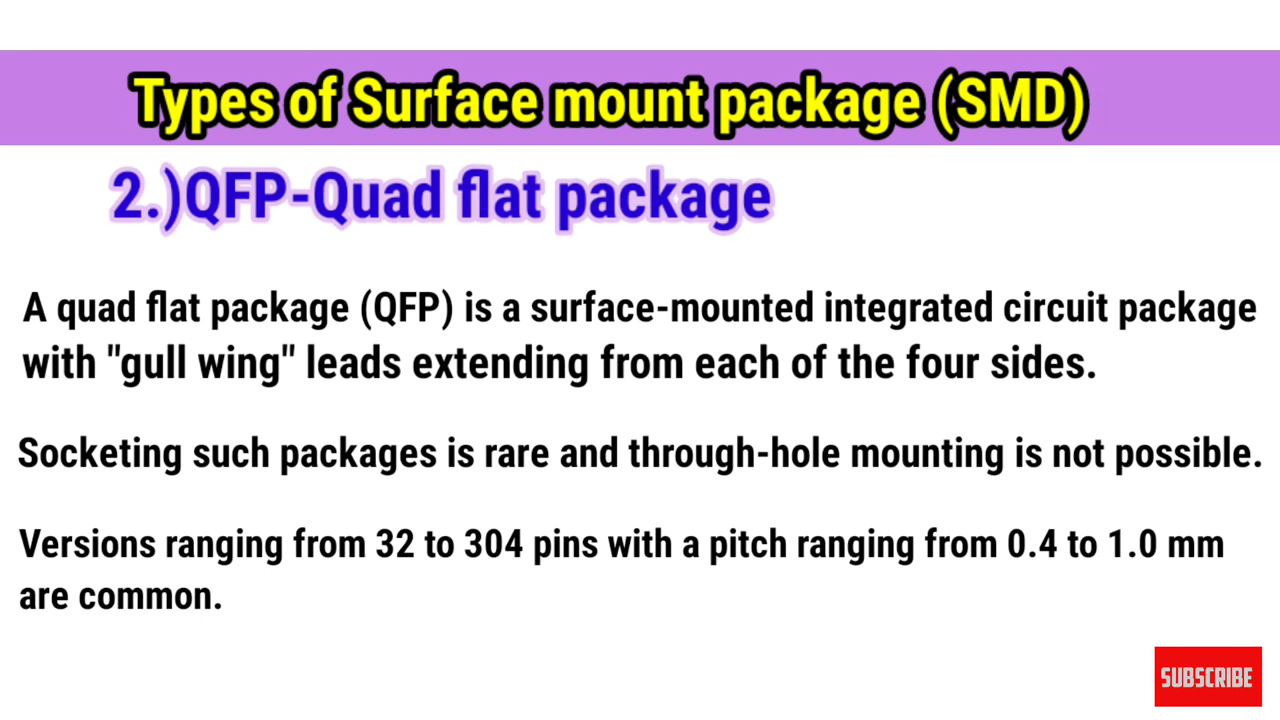 Types of Surface mount package (SMD)
2.)QFP-Quad flat package
A quad flat package (QFP) is a surface-mounted integrated circuit package
with "gull wing" leads extending from each of the four sides.
Socketing such packages is rare and through-hole mounting is not possible.
Versions ranging from 32 to 304 pins with a pitch ranging from 0.4 to 1.0 mm
are common.
SUBSCRIBE